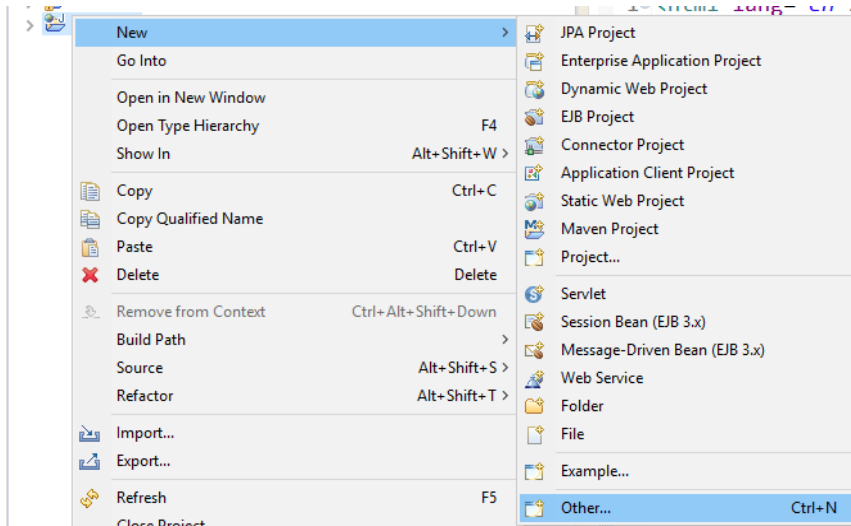 New
Go Into
Open in New Window
Open Type Hierarchy F4
Show In Alt+Shift+W >
Copy Ctrl+C
Copy Qualified Name
Paste Ctrl+V
Delete Delete
Remove from Context Ctrl+Alt+Shift+Down
Build Path
Source Alt+Shift+S >
Refactor Alt+Shift+T >
Import...
Export...
Refresh F5
Close Project
JPA Project
Enterprise Application Project
Dynamic Web Project
EJB Project
Connector Project
Application Client Project
Static Web Project
Maven Project
Project...
Servlet
Session Bean (EJB 3.x)
Message-Driven Bean (EJB 3.x)
Web Service
Folder
File
Example...
Other... Ctrl+N